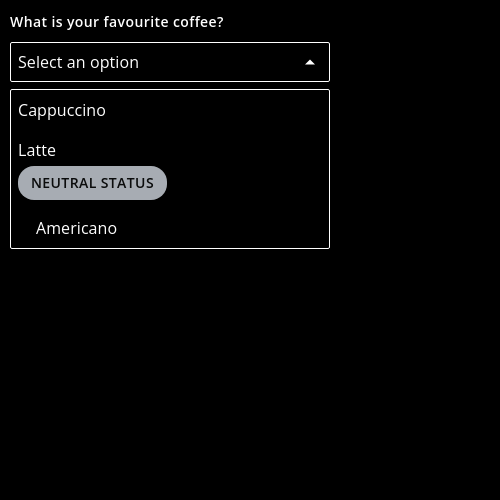 What is your favourite coffee?
Select an option
Cappuccino
Latte
NEUTRAL STATUS
Americano